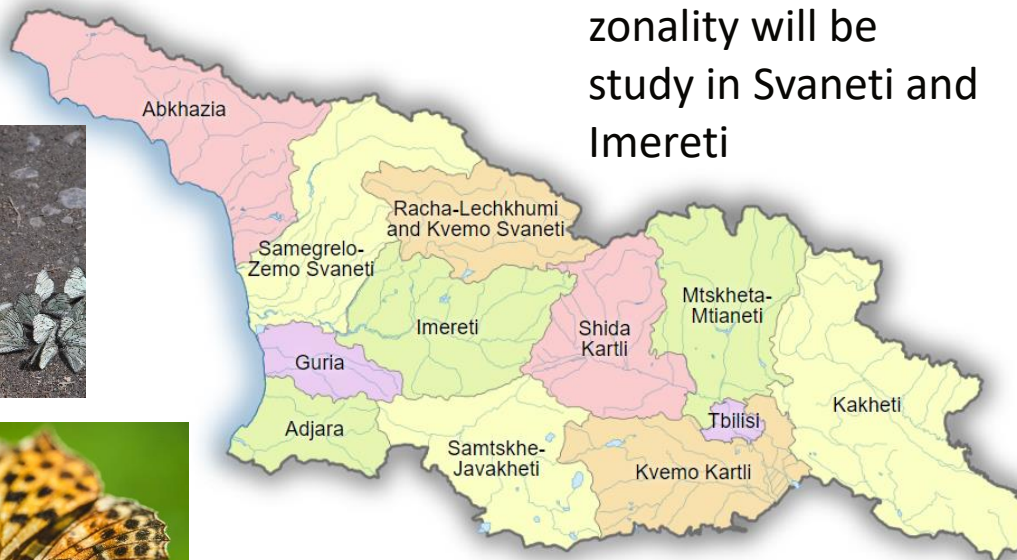 zonality will be
study in Svaneti and
Imereti
Abkhazia
Racha-Lechkhumi
and Kvemo Svaneti
Samegrelo-
Zemo Svaneti
Imereti
Shida
Kartli
Mtskheta-
Mtianeti
Guria
Adjara
Samtskhe-
Javakheti
Tbilisi
Kvemo Kartli
Kakheti